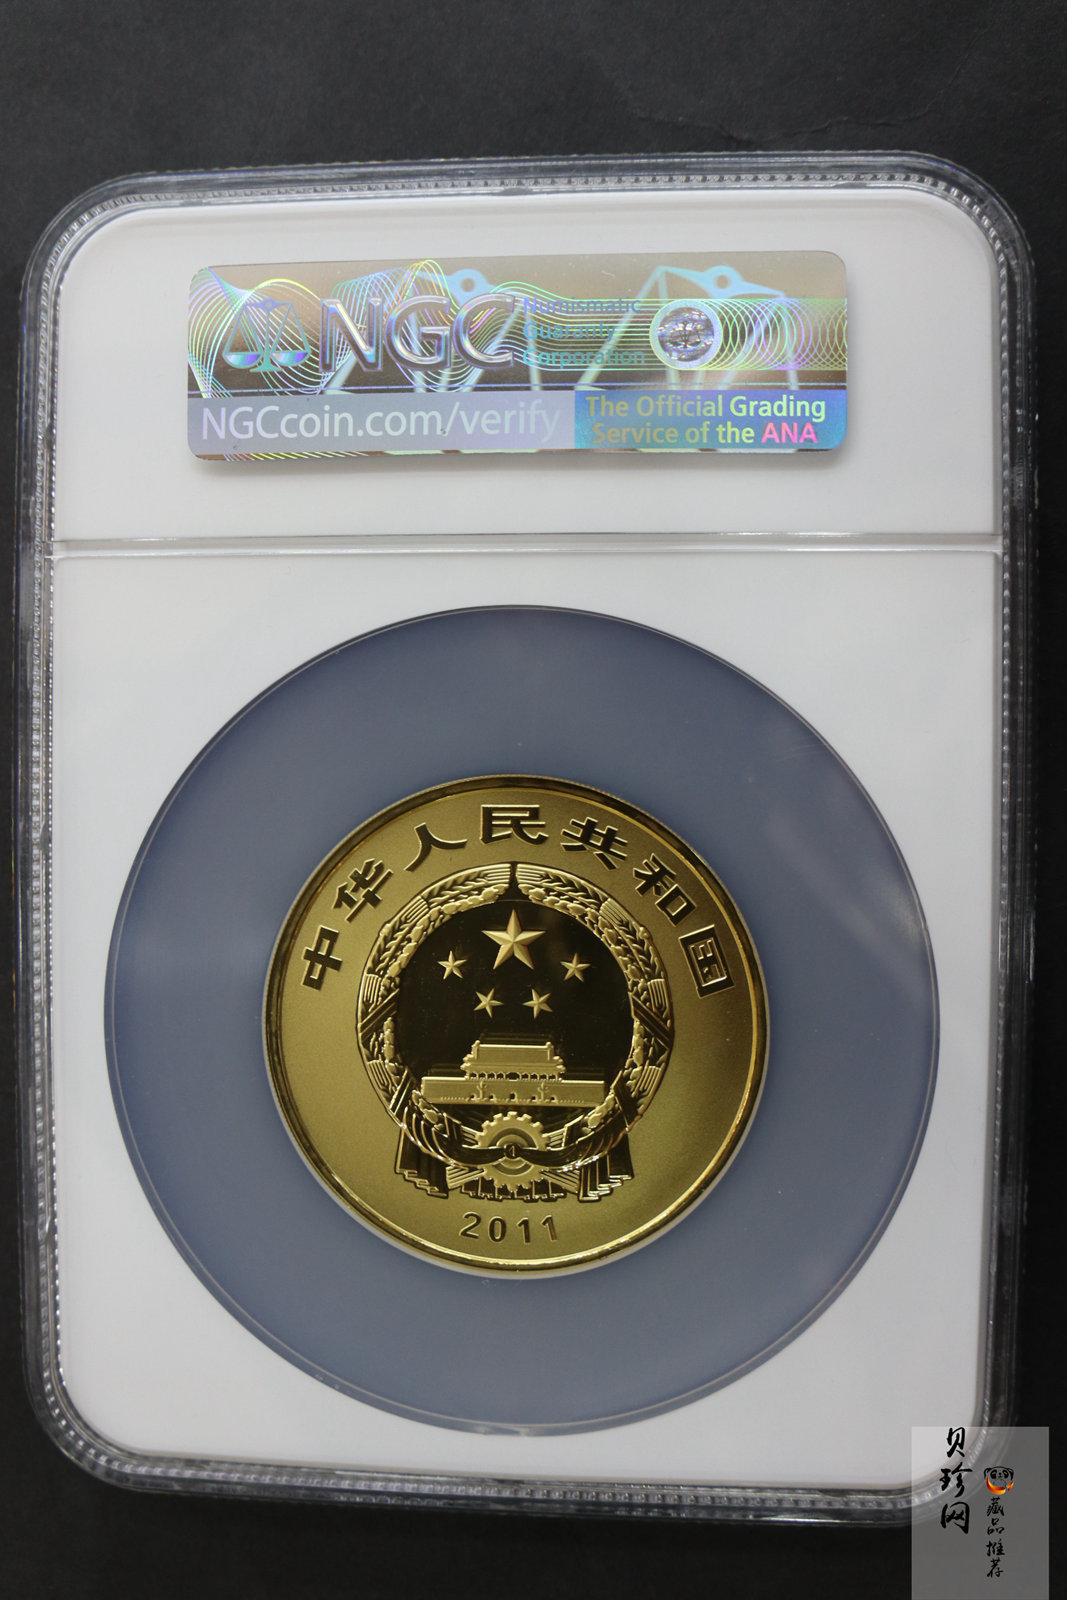 NGC
Numismatic
Guaranty
Corporation
NGCcoin.com/verify
The Official Grading
Service of the ANA
中华人民共和国
2011
贝珍网
藏品推荐